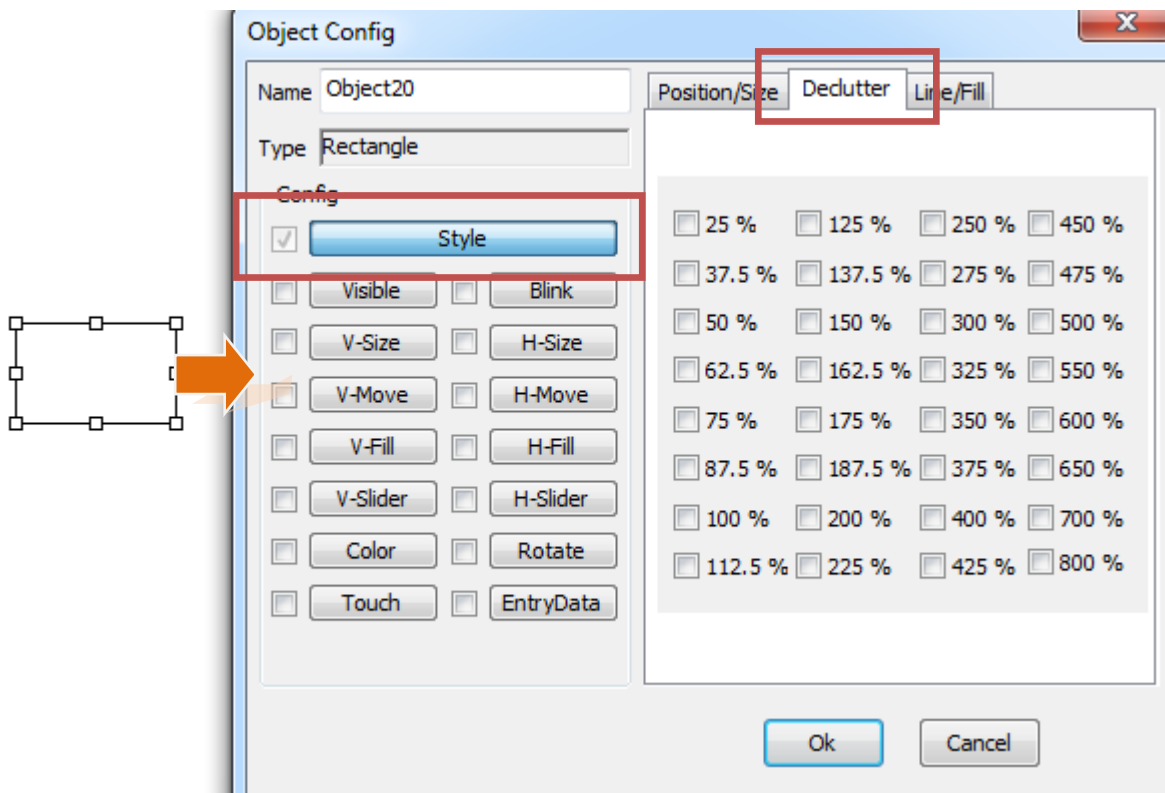 Object Config
X
Name Object20
Type Rectangle
Config
Style
Visible Blink
V-Size H-Size
V-Move H-Move
V-Fill H-Fill
V-Slider H-Slider
Color Rotate
Touch EntryData
Position/Size Declutter Line/Fill
25 % 125 % 250 % 450 %
37.5 % 137.5 % 275 % 475 %
50 % 150 % 300 % 500 %
62.5 % 162.5 % 325 % 550 %
75 % 175 % 350 % 600 %
87.5 % 187.5 % 375 % 650 %
100 % 200 % 400 % 700 %
112.5 % 225 % 425 % 800 %
Ok Cancel